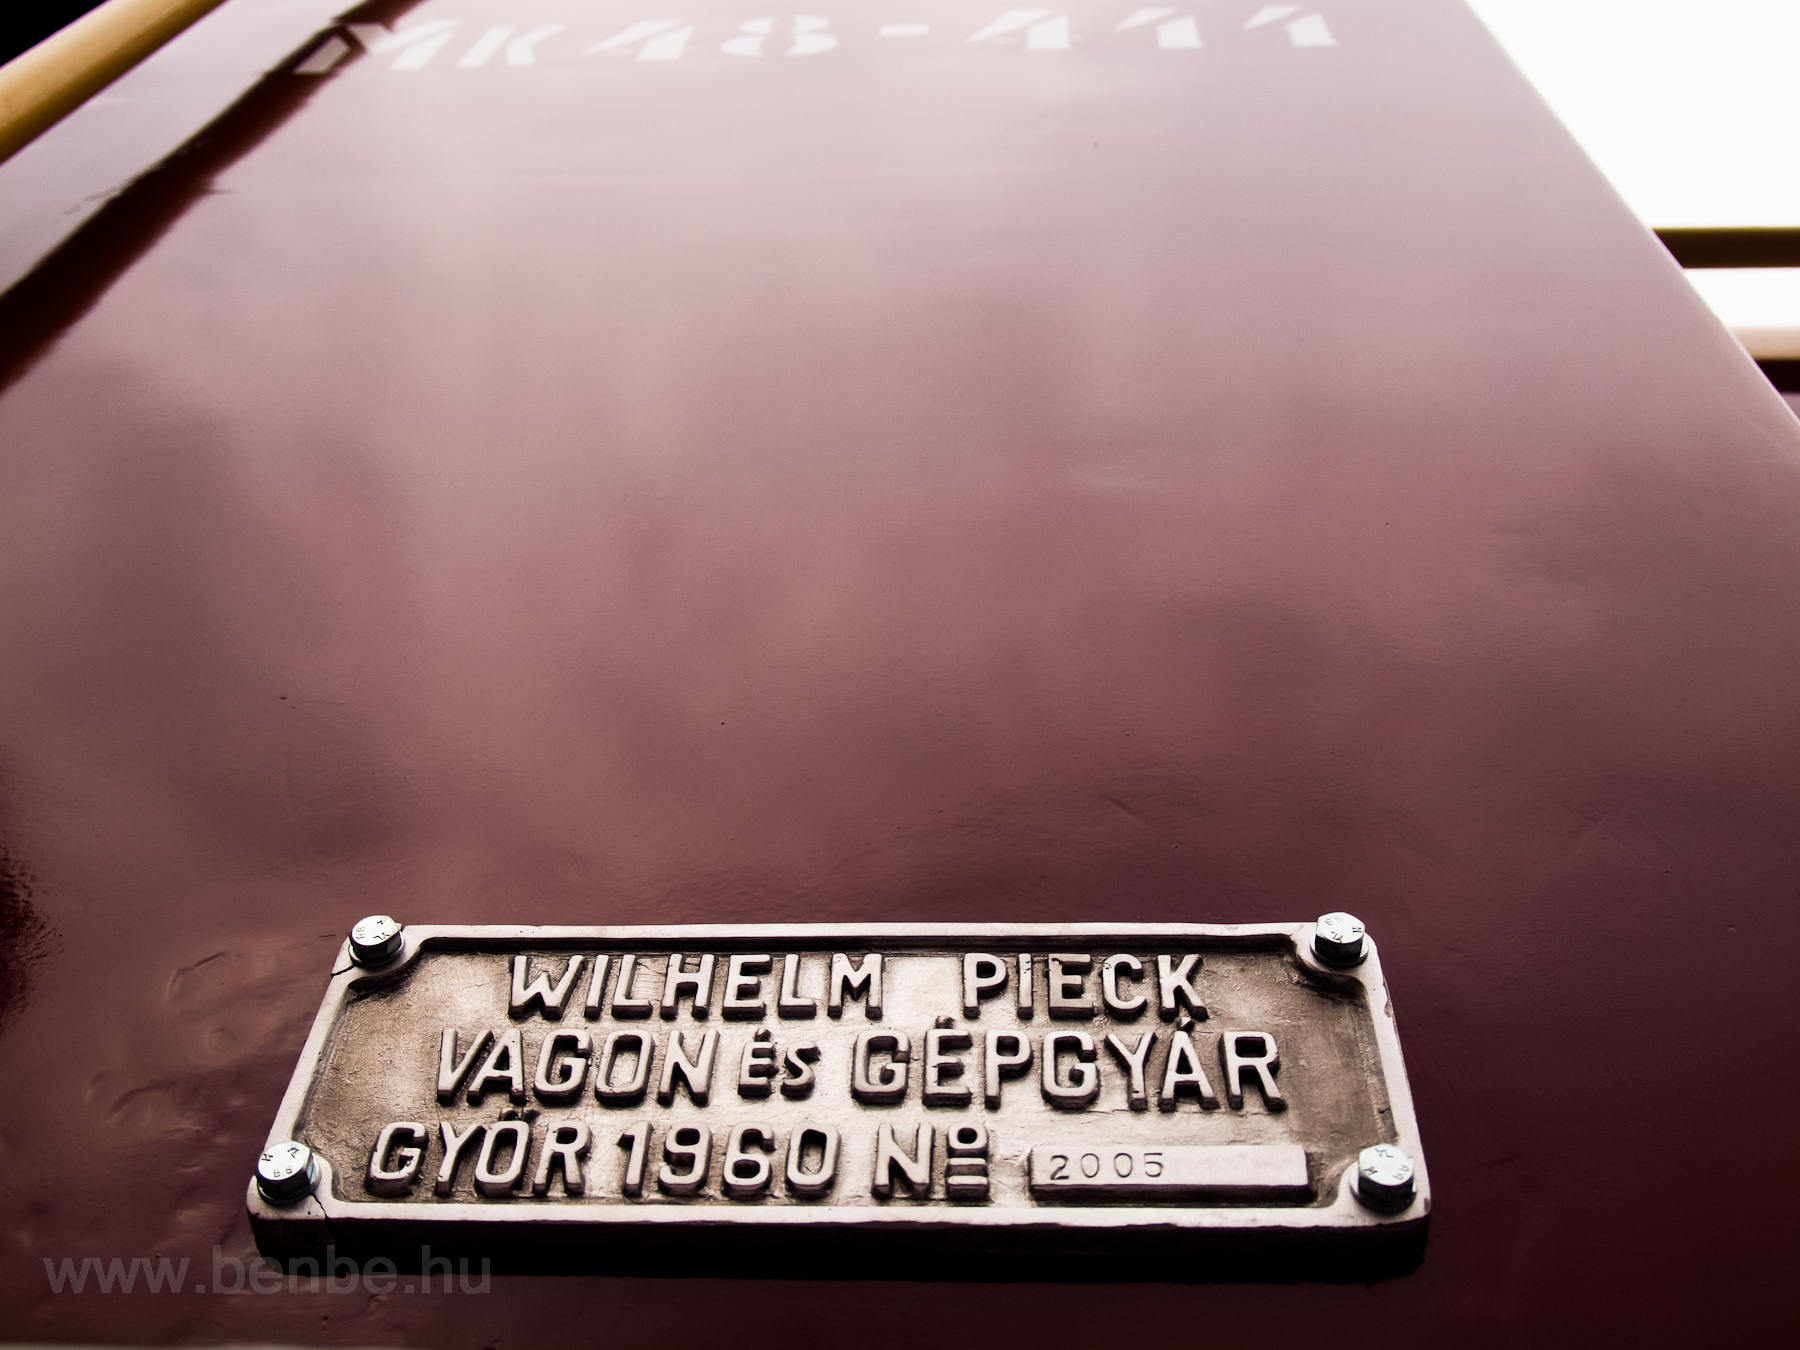 MK48-411
WILHELM PIECK
VAGON ÉS GÉPGYÁR
GYŐR 1960 Nº 2005
www.benbe.hu